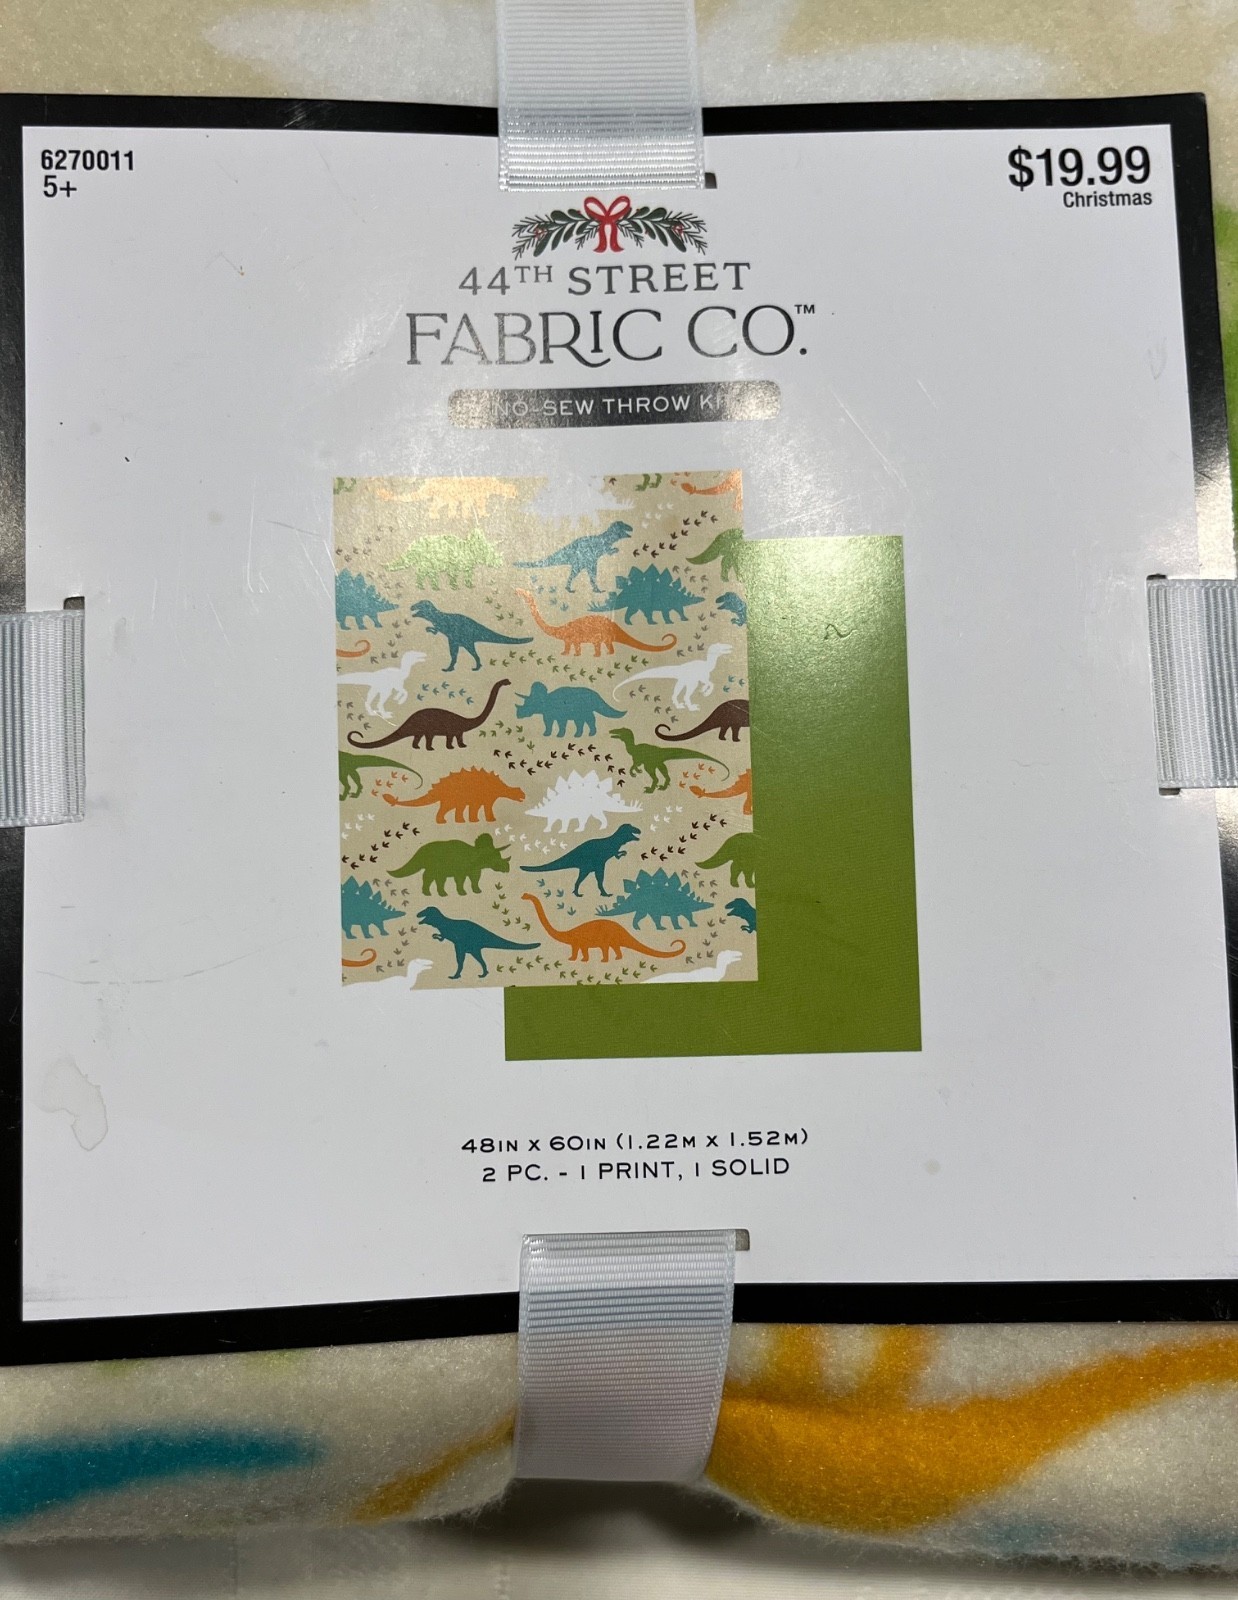 6270011
5+
$19.99
Christmas
44TH STREET
FABRIC CO.™
NO-SEW THROW KIT
48IN X 60IN (1.22M X 1.52M)
2 PC. - 1 PRINT, 1 SOLID